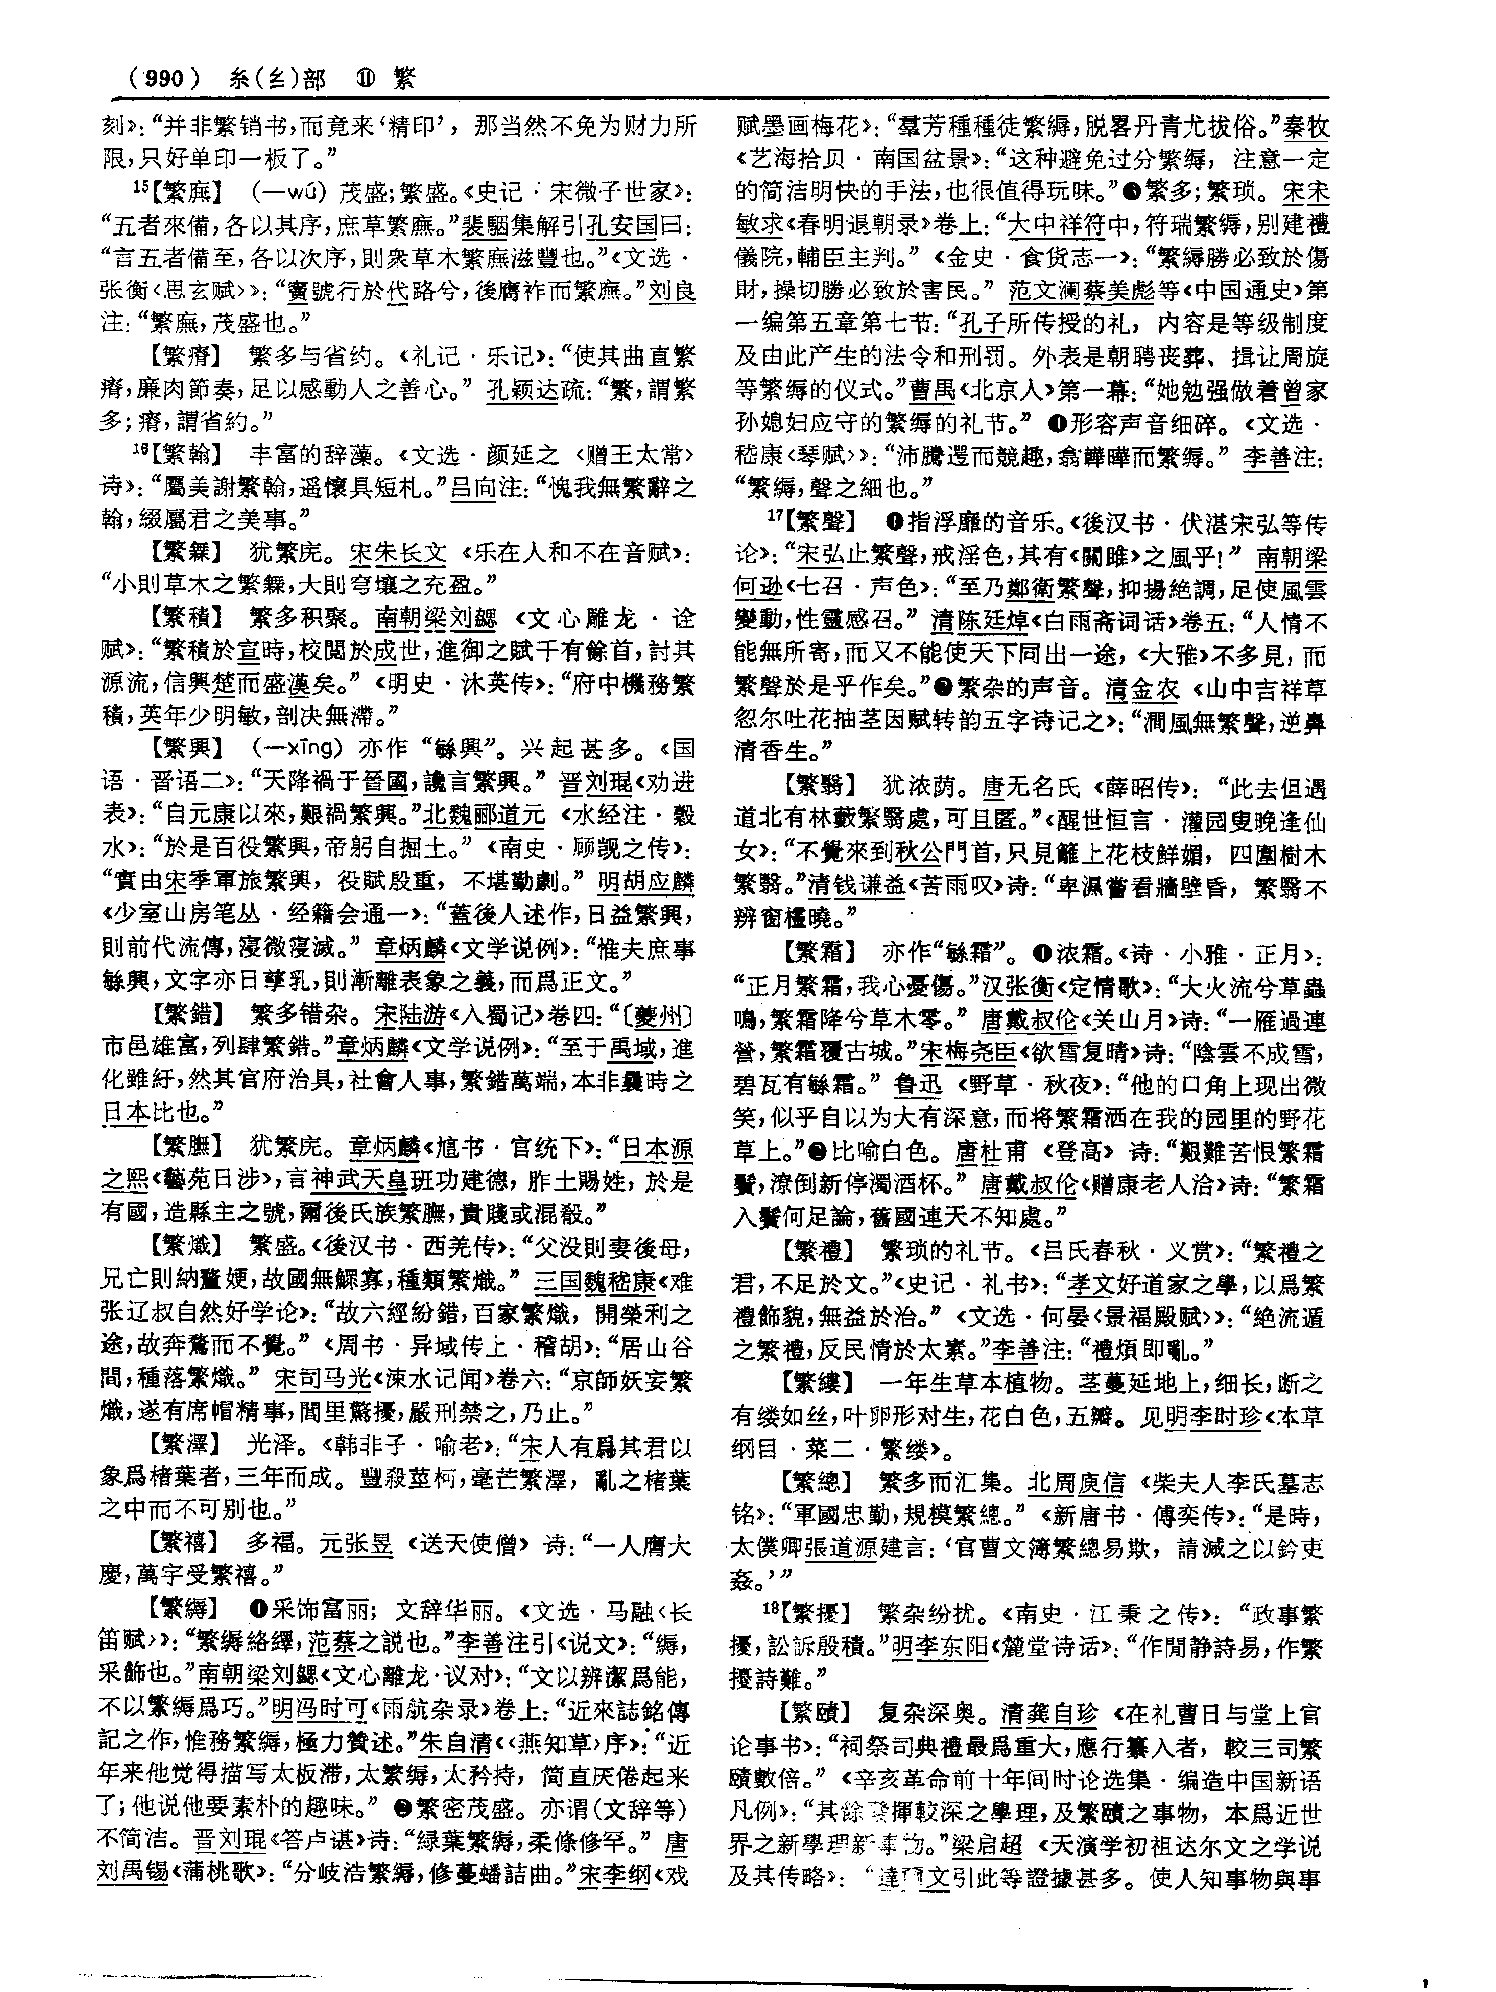 (990) 糸(纟)部 ⑪ 繁
刻》：“并非繁销书，而竟来‘精印’，那当然不免为财力所
限，只好单印一板了。”
15【繁廡】 （—wǔ）茂盛；繁盛。《史记·宋微子世家》：
“五者來備，各以其序，庶草繁廡。”裴駰集解引孔安国曰：
“言五者備至，各以次序，則衆草木繁廡滋豐也。”《文选·
张衡〈思玄赋〉》：“賓號行於代路兮，後膺祚而繁廡。”刘良
注：“繁廡，茂盛也。”
【繁瘠】 繁多与省约。《礼记·乐记》：“使其曲直繁
瘠，廉肉節奏，足以感動人之善心。”孔颖达疏：“繁，謂繁
多；瘠，謂省約。”
16【繁翰】 丰富的辞藻。《文选·颜延之〈赠王太常〉
诗》：“屬美謝繁翰，遥懷具短札。”吕向注：“愧我無繁辭之
翰，綴屬君之美事。”
【繁橆】 犹繁庑。宋朱长文《乐在人和不在音赋》：
“小則草木之繁橆，大則穹壤之充盈。”
【繁積】 繁多积聚。南朝梁刘勰《文心雕龙·诠
赋》：“繁積於宣時，校閲於成世，進御之賦千有餘首，討其
源流，信興楚而盛漢矣。”《明史·沐英传》：“府中機務繁
積，英年少明敏，剖决無滯。”
【繁興】 （—xīng）亦作“緐興”。兴起甚多。《国
语·晋语二》：“天降禍于晉國，讒言繁興。”晋刘琨《劝进
表》：“自元康以來，艱禍繁興。”北魏郦道元《水经注·穀
水》：“於是百役繁興，帝躬自掘土。”《南史·顾觊之传》：
“實由宋季軍旅繁興，役賦殷重，不堪勤劇。”明胡应麟
《少室山房笔丛·经籍会通一》：“蓋後人述作，日益繁興，
則前代流傳，寖微寖滅。”章炳麟《文学说例》：“惟夫庶事
緐興，文字亦日孳乳，則漸離表象之義，而爲正文。”
【繁錯】 繁多错杂。宋陆游《入蜀记》卷四：“〔夔州〕
市邑雄富，列肆繁錯。”章炳麟《文学说例》：“至于禹域，進
化雖紆，然其官府治具，社會人事，繁錯萬端，本非曩時之
日本比也。”
【繁膴】 犹繁庑。章炳麟《訄书·官统下》：“日本源
之熙《藝苑日涉》，言神武天皇班功建德，胙土賜姓，於是
有國，造縣主之號，爾後氏族繁膴，貴賤或混殽。”
【繁熾】 繁盛。《後汉书·西羌传》：“父没則妻後母，
兄亡則納釐㛐，故國無鰥寡，種類繁熾。”三国魏嵇康《难
张辽叔自然好学论》：“故六經紛錯，百家繁熾，開榮利之
途，故奔騖而不覺。”《周书·异域传上·稽胡》：“居山谷
間，種落繁熾。”宋司马光《涑水记闻》卷六：“京師妖妄繁
熾，遂有席帽精事，閭里驚擾，嚴刑禁之，乃止。”
【繁澤】 光泽。《韩非子·喻老》：“宋人有爲其君以
象爲楮葉者，三年而成。豐殺莖柯，毫芒繁澤，亂之楮葉
之中而不可别也。”
【繁禧】 多福。元张昱《送天使僧》诗：“一人膺大
慶，萬宇受繁禧。”
【繁縟】 ❶采饰富丽；文辞华丽。《文选·马融〈长
笛赋〉》：“繁縟絡繹，范蔡之説也。”李善注引《说文》：“縟，
采飾也。”南朝梁刘勰《文心雕龙·议对》：“文以辨潔爲能，
不以繁縟爲巧。”明冯时可《雨航杂录》卷上：“近來誌銘傳
記之作，惟務繁縟，極力贊述。”朱自清《〈燕知草〉序》：“近
年来他觉得描写太板滞，太繁缛，太矜持，简直厌倦起来
了；他说他要素朴的趣味。”❷繁密茂盛。亦谓（文辞等）
不简洁。晋刘琨《答卢谌》诗：“緑葉繁縟，柔條修罕。”唐
刘禹锡《蒲桃歌》：“分岐浩繁縟，修蔓蟠詰曲。”宋李纲《戏
赋墨画梅花》：“羣芳種種徒繁縟，脱畧丹青尤拔俗。”秦牧
《艺海拾贝·南国盆景》：“这种避免过分繁缛，注意一定
的简洁明快的手法，也很值得玩味。”❸繁多；繁琐。宋宋
敏求《春明退朝录》卷上：“大中祥符中，符瑞繁縟，别建禮
儀院，輔臣主判。”《金史·食货志一》：“繁縟勝必致於傷
財，操切勝必致於害民。”范文澜蔡美彪等《中国通史》第
一编第五章第七节：“孔子所传授的礼，内容是等级制度
及由此产生的法令和刑罚。外表是朝聘丧葬、揖让周旋
等繁缛的仪式。”曹禺《北京人》第一幕：“她勉强做着曾家
孙媳妇应守的繁缛的礼节。”❹形容声音细碎。《文选·
嵇康〈琴赋〉》：“沛騰遌而競趣，翕韡曄而繁縟。”李善注：
“繁縟，聲之細也。”
17【繁聲】 ❶指浮靡的音乐。《後汉书·伏湛宋弘等传
论》：“宋弘止繁聲，戒淫色，其有《關雎》之風乎！”南朝梁
何逊《七召·声色》：“至乃鄭衛繁聲，抑揚絶調，足使風雲
變動，性靈感召。”清陈廷焯《白雨斋词话》卷五：“人情不
能無所寄，而又不能使天下同出一途，《大雅》不多見，而
繁聲於是乎作矣。”❷繁杂的声音。清金农《山中吉祥草
忽尔吐花抽茎因赋转韵五字诗记之》：“澗風無繁聲，逆鼻
清香生。”
【繁翳】 犹浓荫。唐无名氏《薛昭传》：“此去但遇
道北有林藪繁翳處，可且匿。”《醒世恒言·灌园叟晚逢仙
女》：“不覺來到秋公門首，只見籬上花枝鮮媚，四圍樹木
繁翳。”清钱谦益《苦雨叹》诗：“卑濕嘗看牆壁昏，繁翳不
辨窗櫺曉。”
【繁霜】 亦作“緐霜”。❶浓霜。《诗·小雅·正月》：
“正月繁霜，我心憂傷。”汉张衡《定情歌》：“大火流兮草蟲
鳴，繁霜降兮草木零。”唐戴叔伦《关山月》诗：“一雁過連
營，繁霜覆古城。”宋梅尧臣《欲雪复晴》诗：“陰雲不成雪，
碧瓦有緐霜。”鲁迅《野草·秋夜》：“他的口角上现出微
笑，似乎自以为大有深意，而将繁霜洒在我的园里的野花
草上。”❷比喻白色。唐杜甫《登高》诗：“艱難苦恨繁霜
鬢，潦倒新停濁酒杯。”唐戴叔伦《赠康老人洽》诗：“繁霜
入鬢何足論，舊國連天不知處。”
【繁禮】 繁琐的礼节。《吕氏春秋·义赏》：“繁禮之
君，不足於文。”《史记·礼书》：“孝文好道家之學，以爲繁
禮飾貌，無益於治。”《文选·何晏〈景福殿赋〉》：“絶流遁
之繁禮，反民情於太素。”李善注：“禮煩即亂。”
【繁縷】 一年生草本植物。茎蔓延地上，细长，断之
有缕如丝，叶卵形对生，花白色，五瓣。见明李时珍《本草
纲目·菜二·繁缕》。
【繁總】 繁多而汇集。北周庾信《柴夫人李氏墓志
铭》：“軍國忠勤，規模繁總。”《新唐书·傅奕传》：“是時，
太僕卿張道源建言：‘官曹文簿繁總易欺，請減之以鈐吏
姦。’”
18【繁擾】 繁杂纷扰。《南史·江秉之传》：“政事繁
擾，訟訴殷積。”明李东阳《麓堂诗话》：“作閒静詩易，作繁
擾詩難。”
【繁賾】 复杂深奥。清龚自珍《在礼曹日与堂上官
论事书》：“祠祭司典禮最爲重大，應行纂入者，較三司繁
賾數倍。”《辛亥革命前十年间时论选集·编造中国新语
凡例》：“其餘發揮較深之學理，及繁賾之事物，本爲近世
界之新學理新事物。”梁启超《天演学初祖达尔文之学说
及其传略》：“達爾文引此等證據甚多。使人知事物與事